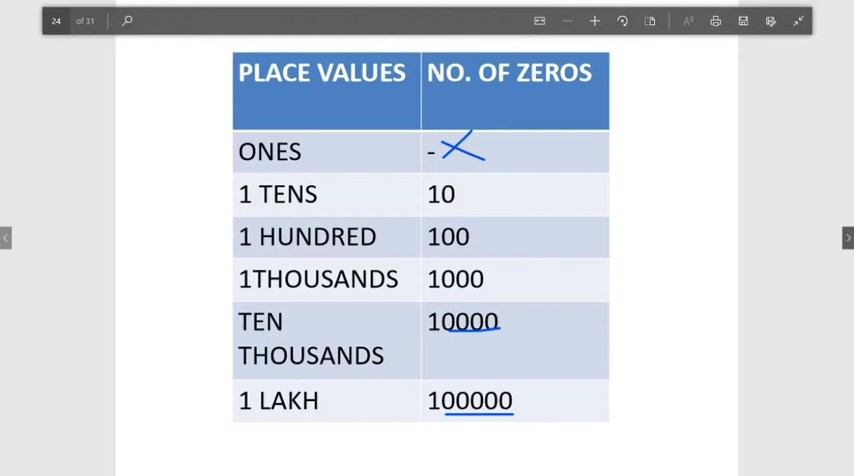 24 of 31
PLACE VALUES NO. OF ZEROS
ONES -
1 TENS 10
1 HUNDRED 100
1THOUSANDS 1000
TEN 10000
THOUSANDS
1 LAKH 100000